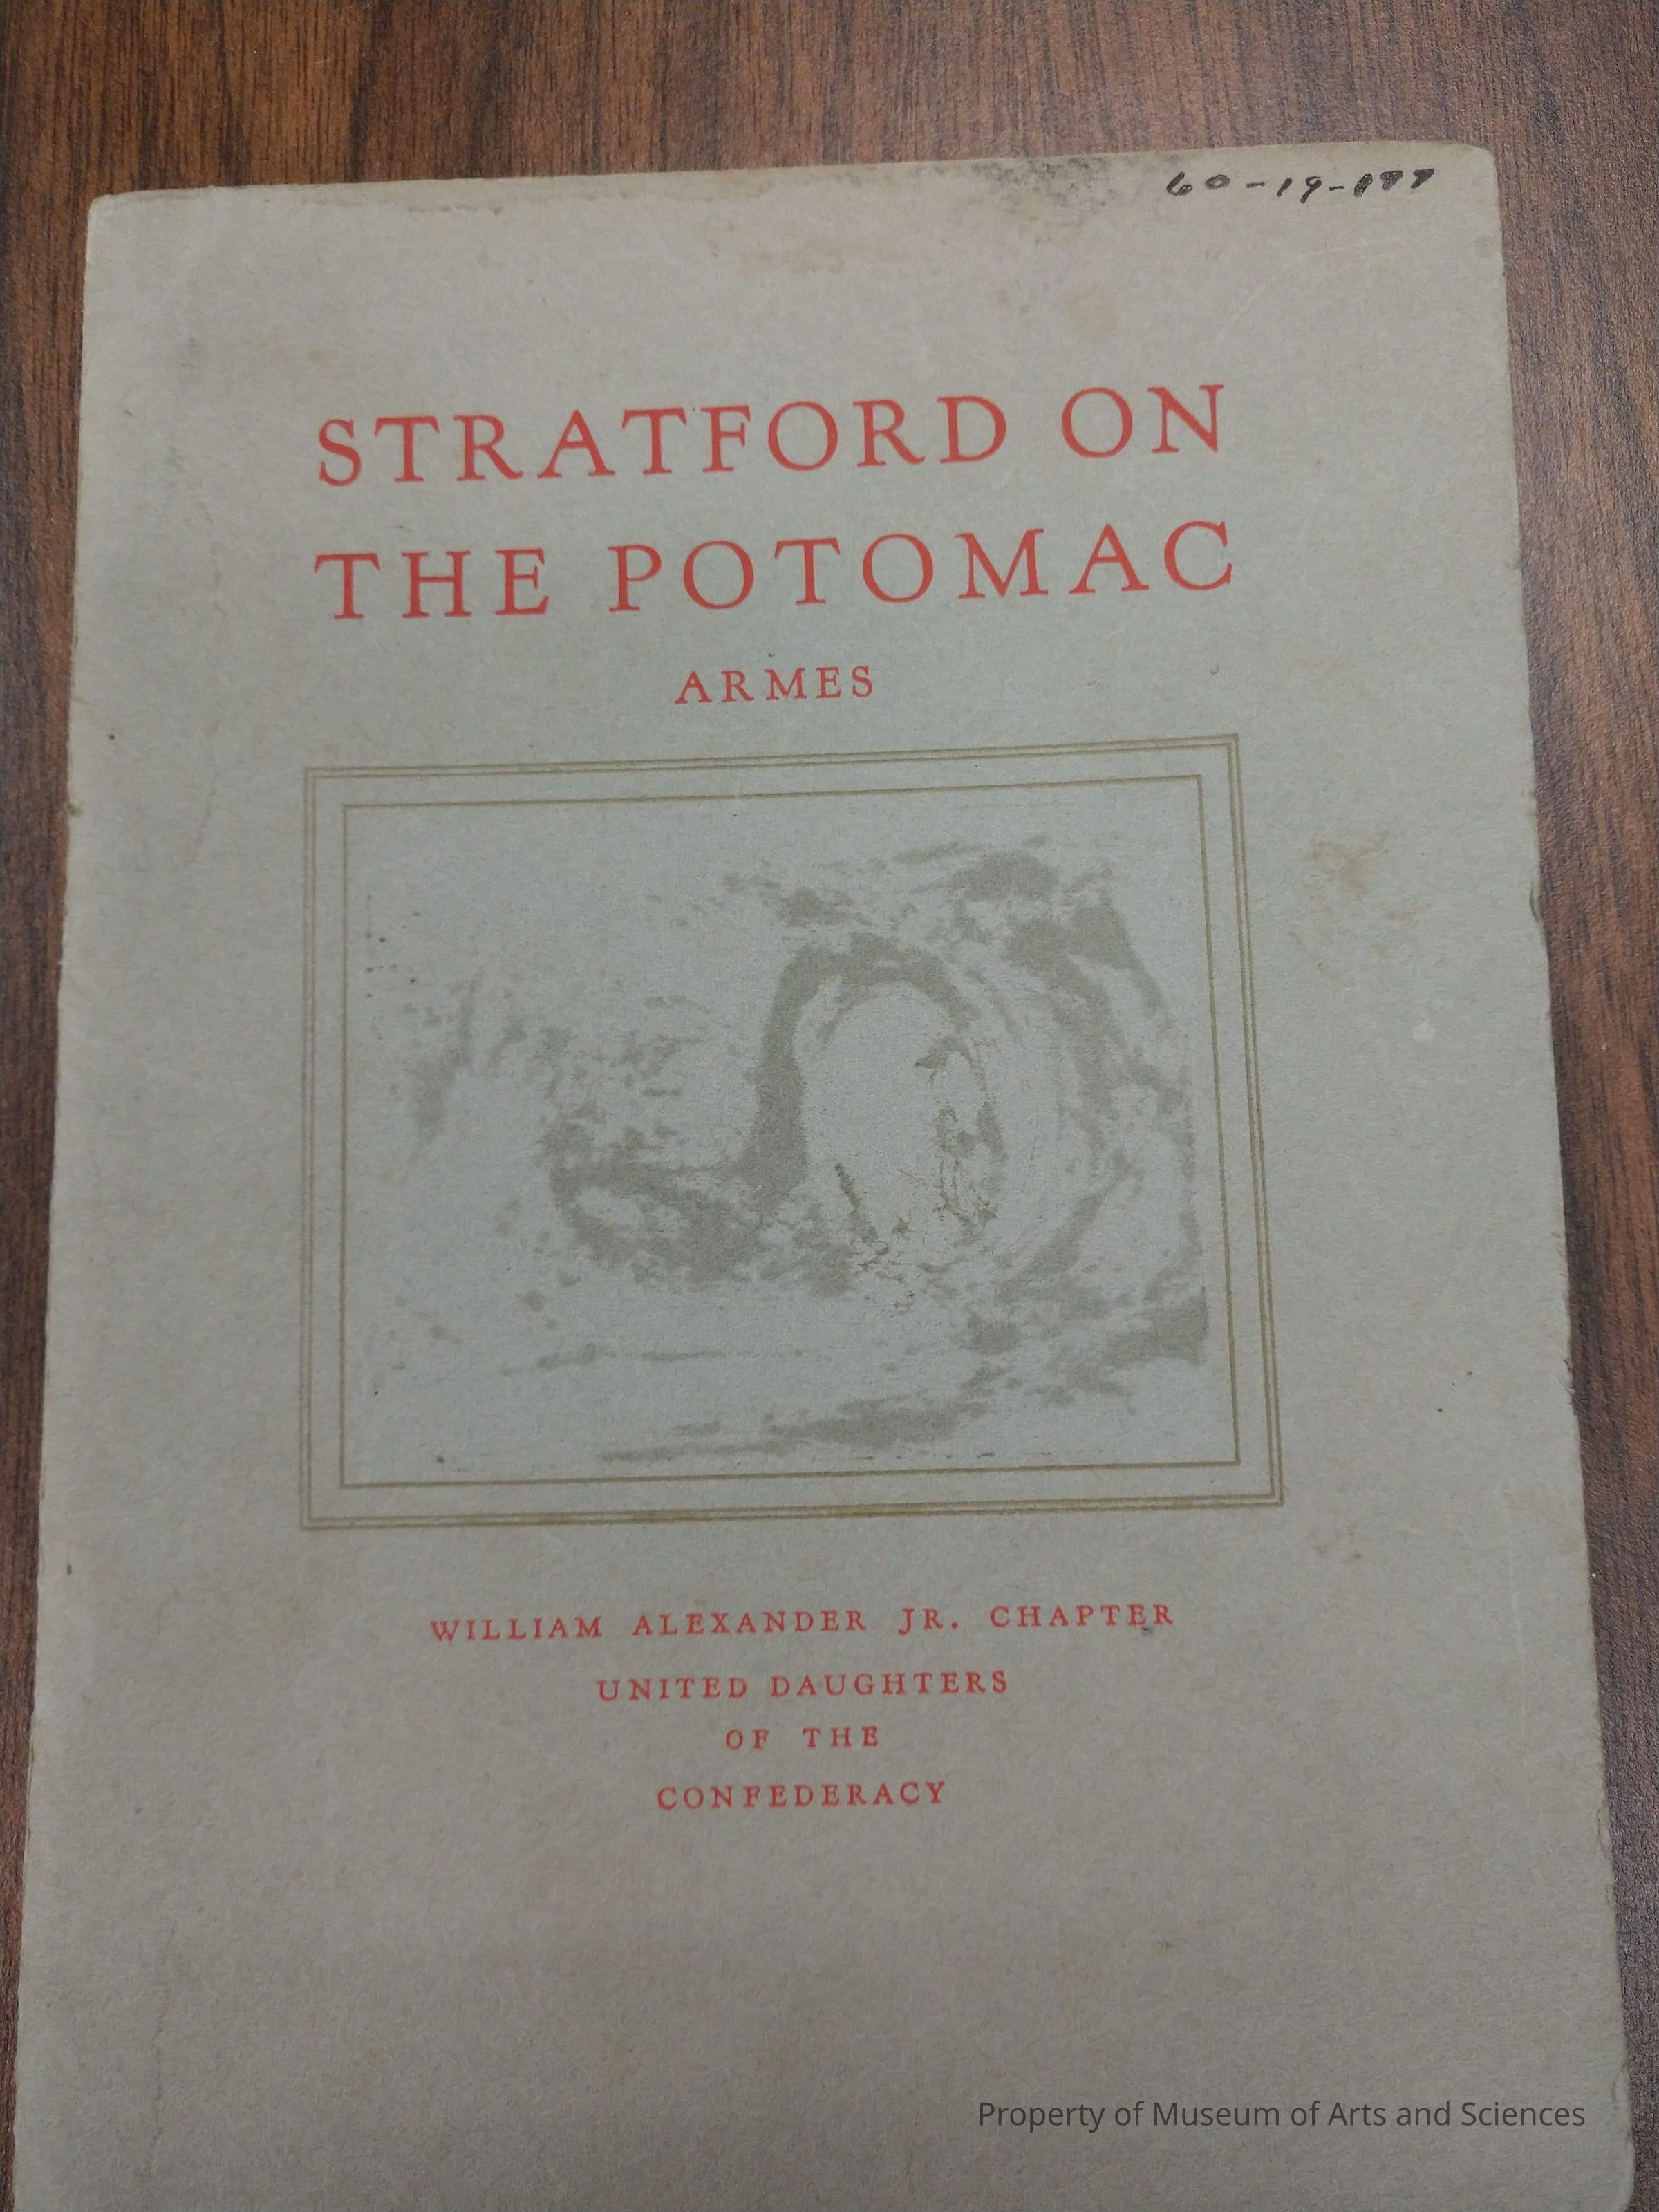 60-19-177
STRATFORD ON
THE POTOMAC
ARMES
WILLIAM ALEXANDER JR. CHAPTER
UNITED DAUGHTERS
OF THE
CONFEDERACY
Property of Museum of Arts and Sciences